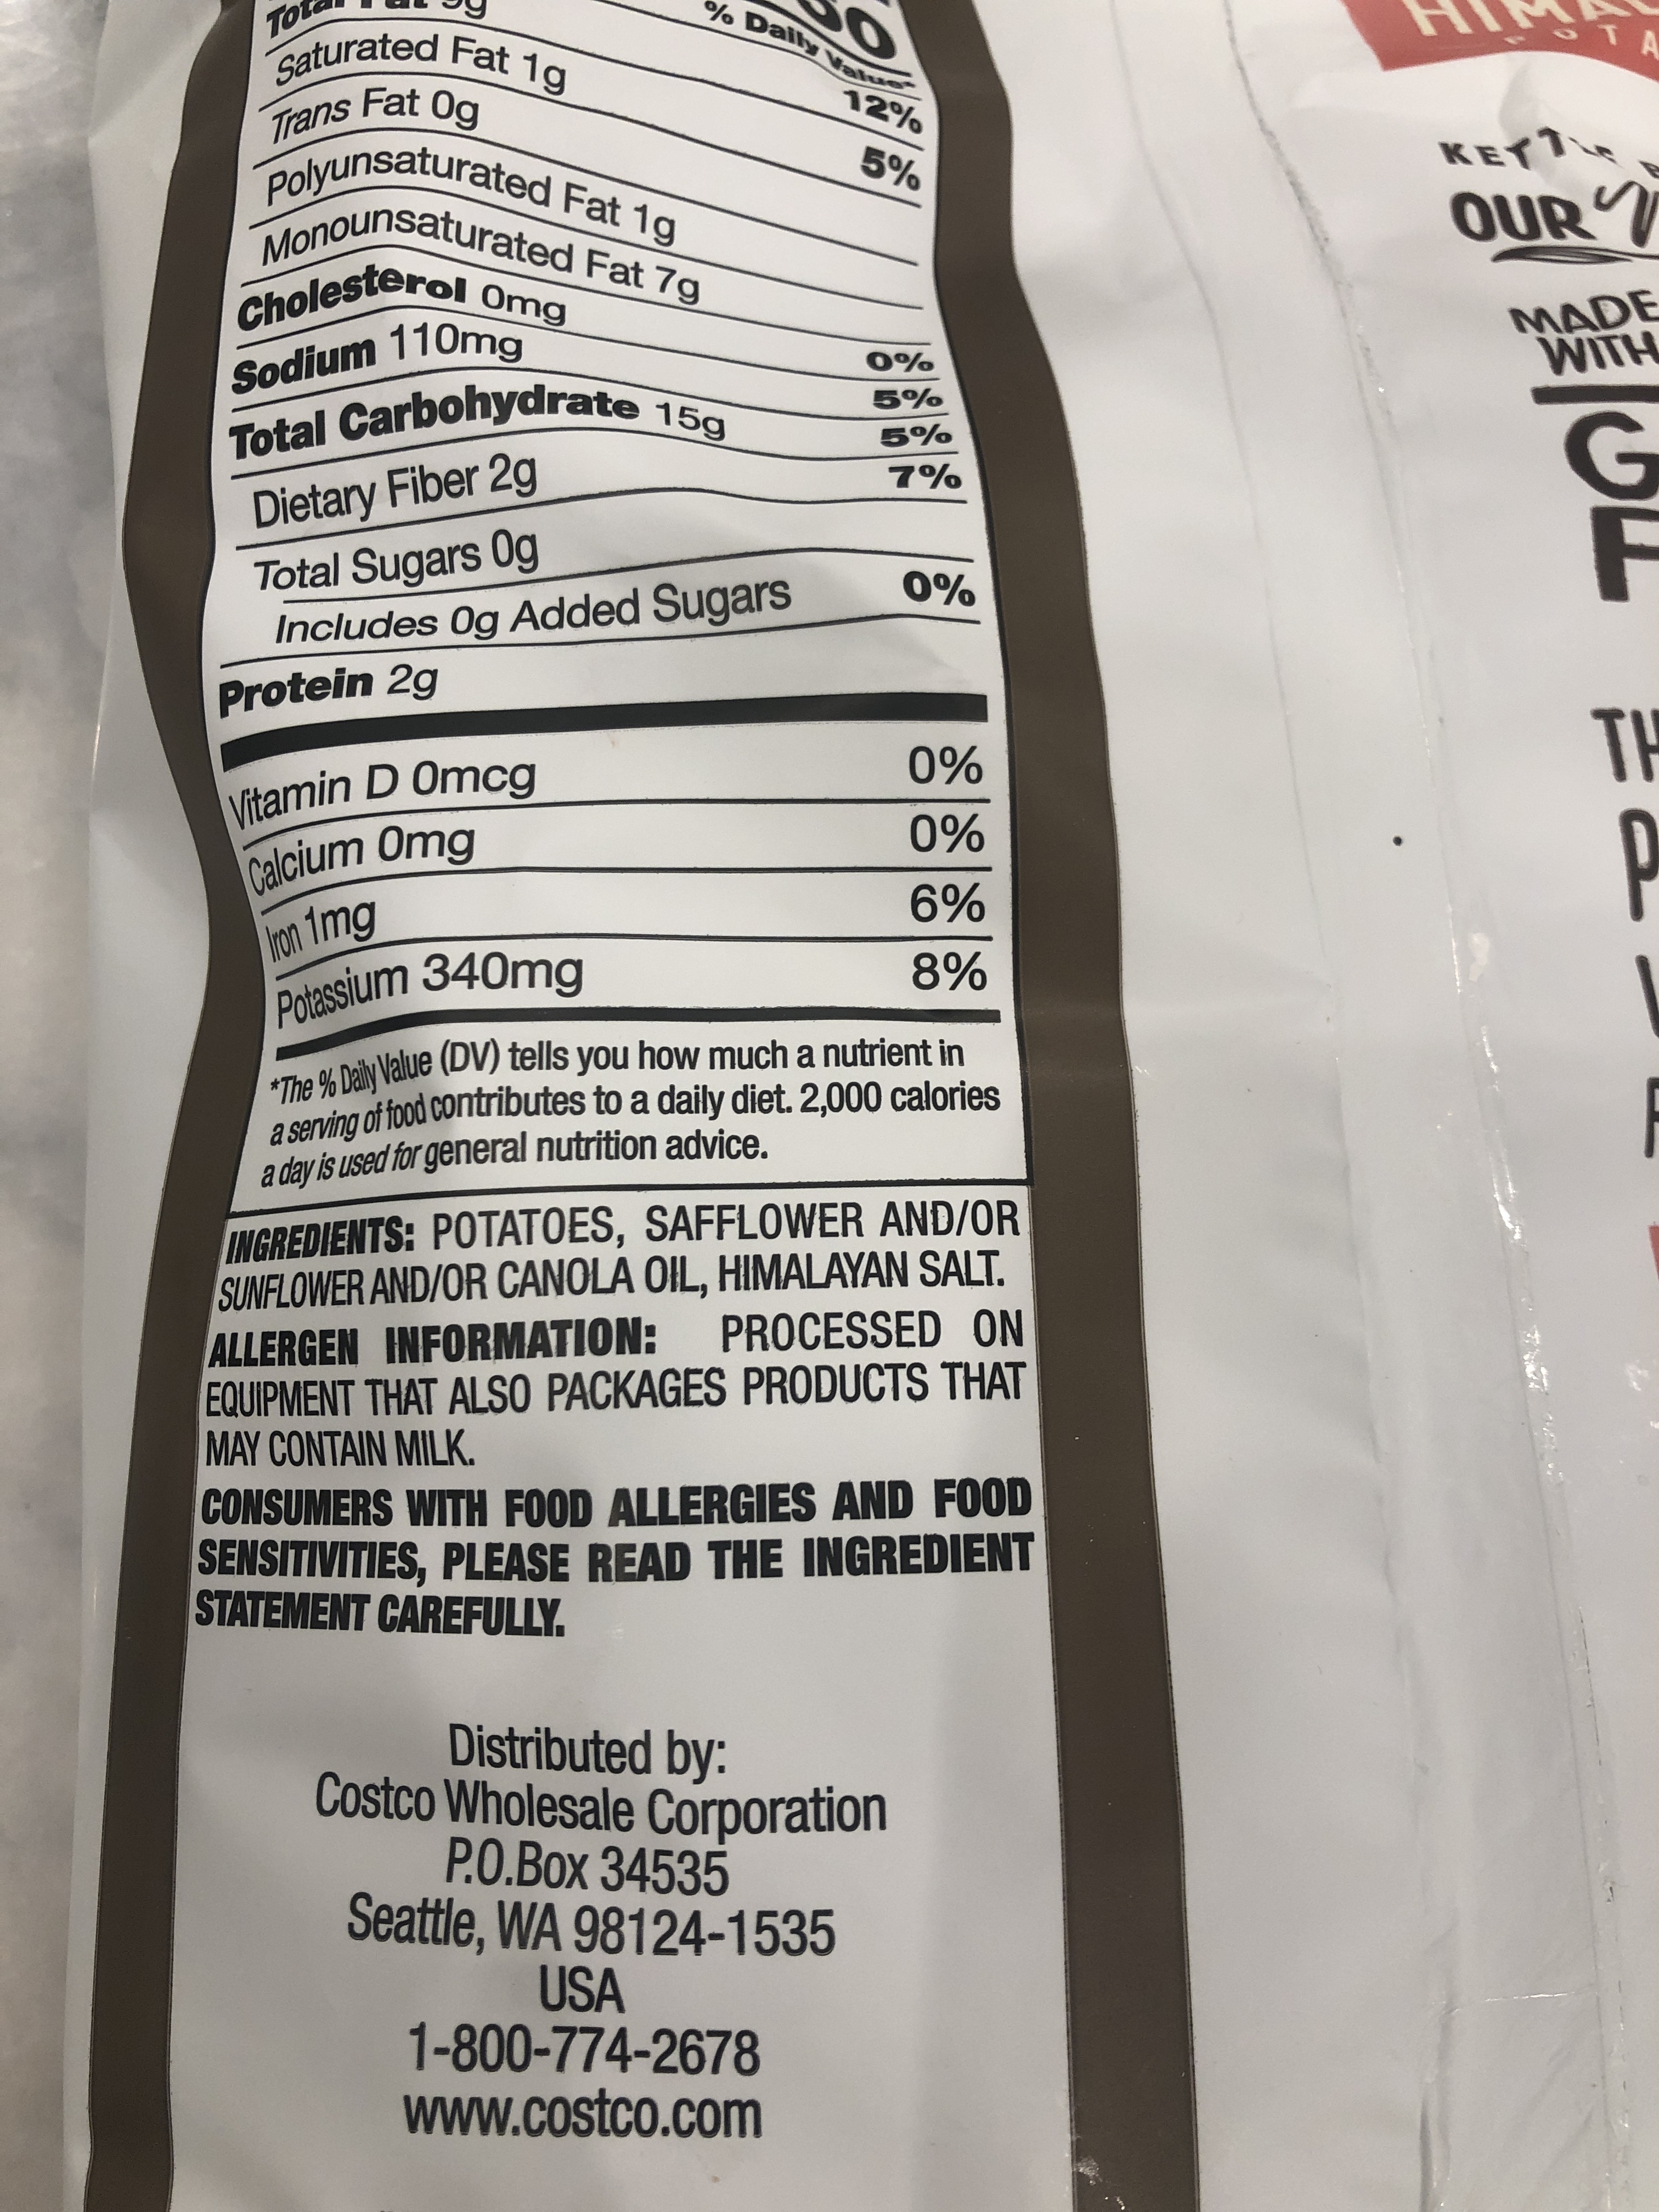 Total Fat 9g
% Daily Value*
12%
Saturated Fat 1g 5%
Trans Fat 0g
Polyunsaturated Fat 1g
Monounsaturated Fat 7g
Cholesterol 0mg 0%
Sodium 110mg 5%
Total Carbohydrate 15g 5%
Dietary Fiber 2g 7%
Total Sugars 0g
Includes 0g Added Sugars 0%
Protein 2g
Vitamin D 0mcg 0%
Calcium 0mg 0%
Iron 1mg 6%
Potassium 340mg 8%
*The % Daily Value (DV) tells you how much a nutrient in
a serving of food contributes to a daily diet. 2,000 calories
a day is used for general nutrition advice.
INGREDIENTS: POTATOES, SAFFLOWER AND/OR
SUNFLOWER AND/OR CANOLA OIL, HIMALAYAN SALT.
ALLERGEN INFORMATION: PROCESSED ON
EQUIPMENT THAT ALSO PACKAGES PRODUCTS THAT
MAY CONTAIN MILK.
CONSUMERS WITH FOOD ALLERGIES AND FOOD
SENSITIVITIES, PLEASE READ THE INGREDIENT
STATEMENT CAREFULLY.
Distributed by:
Costco Wholesale Corporation
P.O.Box 34535
Seattle, WA 98124-1535
USA
1-800-774-2678
www.costco.com
OUR
MADE
WITH